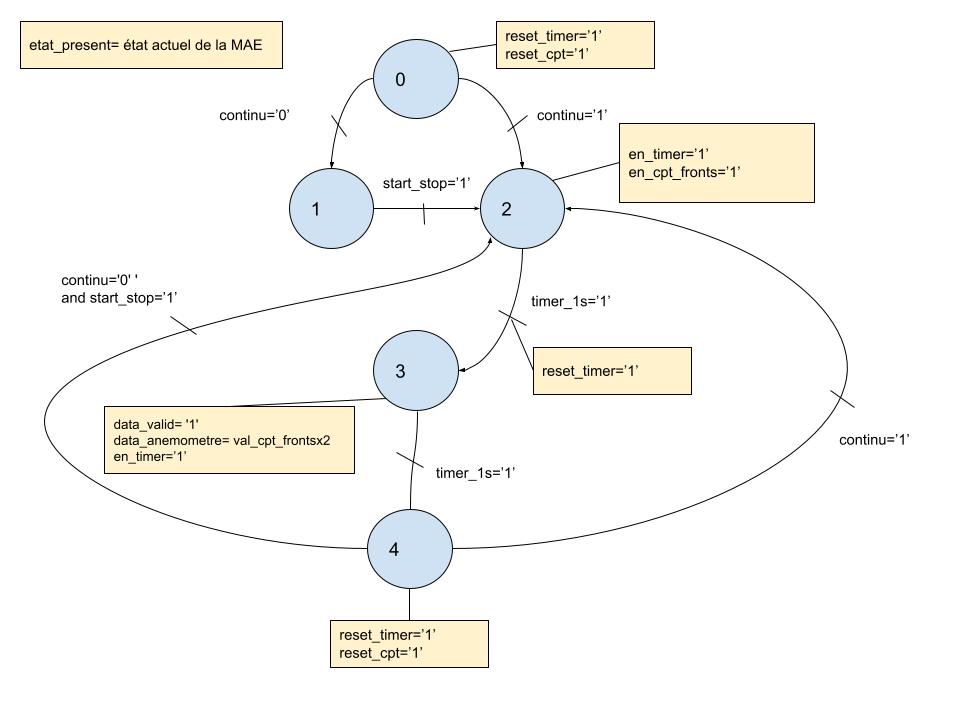 etat_present= état actuel de la MAE
reset_timer=’1’
reset_cpt=’1’
0
continu=’0’
continu=’1’
en_timer=’1’
en_cpt_fronts=’1’
start_stop=’1’
1
2
continu='0' '
and start_stop=’1’
timer_1s=’1’
3
reset_timer=’1’
data_valid= '1'
data_anemometre= val_cpt_frontsx2
en_timer=’1’
continu=’1’
timer_1s=’1’
4
reset_timer=’1’
reset_cpt=’1’